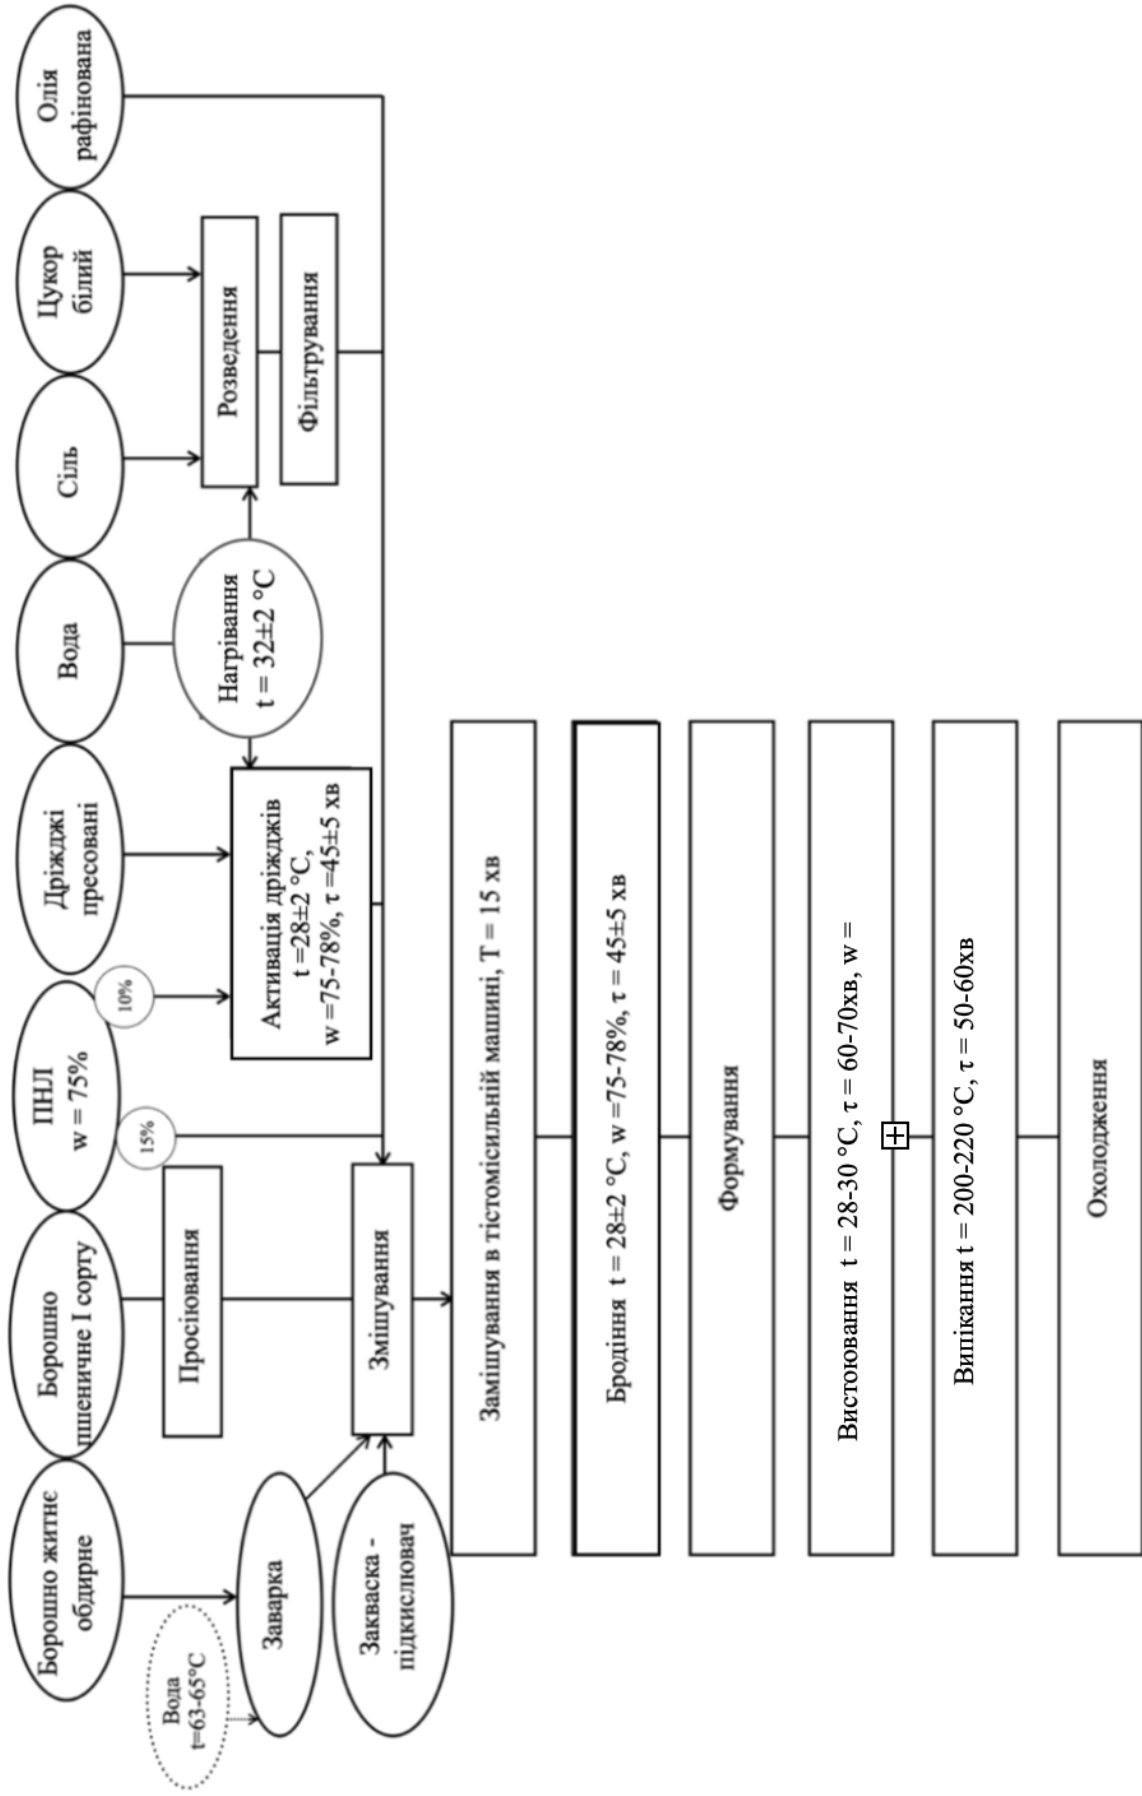 Борошно житнє
обдирне
Борошно
пшеничне І сорту
ПНЛ
w = 75%
Дріжджі
пресовані
Вода
Сіль
Цукор
білий
Олія
рафінована
15%
10%
Вода
t=63-65°С
Просіювання
Нагрівання
t = 32±2 °С
Розведення
Заварка
Активація дріжджів
t =28±2 °С,
w =75-78%, τ =45±5 хв
Фільтрування
Закваска -
підкислювач
Змішування
Замішування в тістомісильній машині, Т = 15 хв
Бродіння t = 28±2 °С, w =75-78%, τ = 45±5 хв
Формування
Вистоювання t = 28-30 °С, τ = 60-70хв, w =
Випікання t = 200-220 °С, τ = 50-60хв
Охолодження